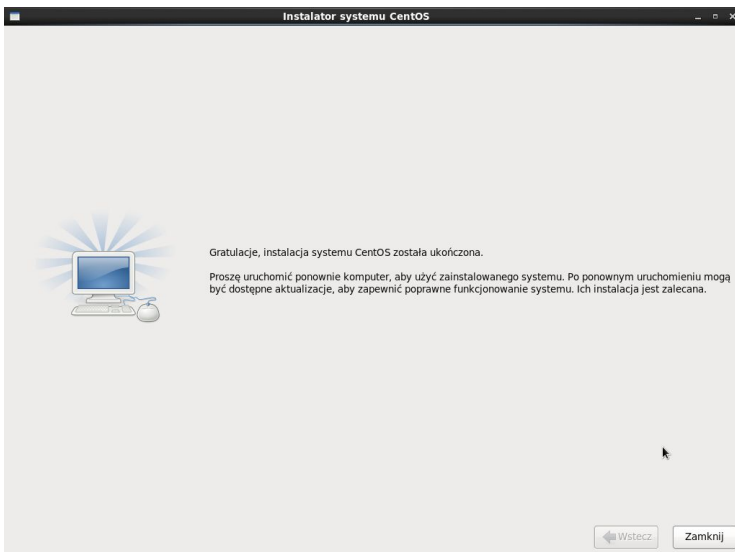 Instalator systemu CentOS
Gratulacje, instalacja systemu CentOS została ukończona.
Proszę uruchomić ponownie komputer, aby użyć zainstalowanego systemu. Po ponownym uruchomieniu mogą
być dostępne aktualizacje, aby zapewnić poprawne funkcjonowanie systemu. Ich instalacja jest zalecana.
Wstecz Zamknij